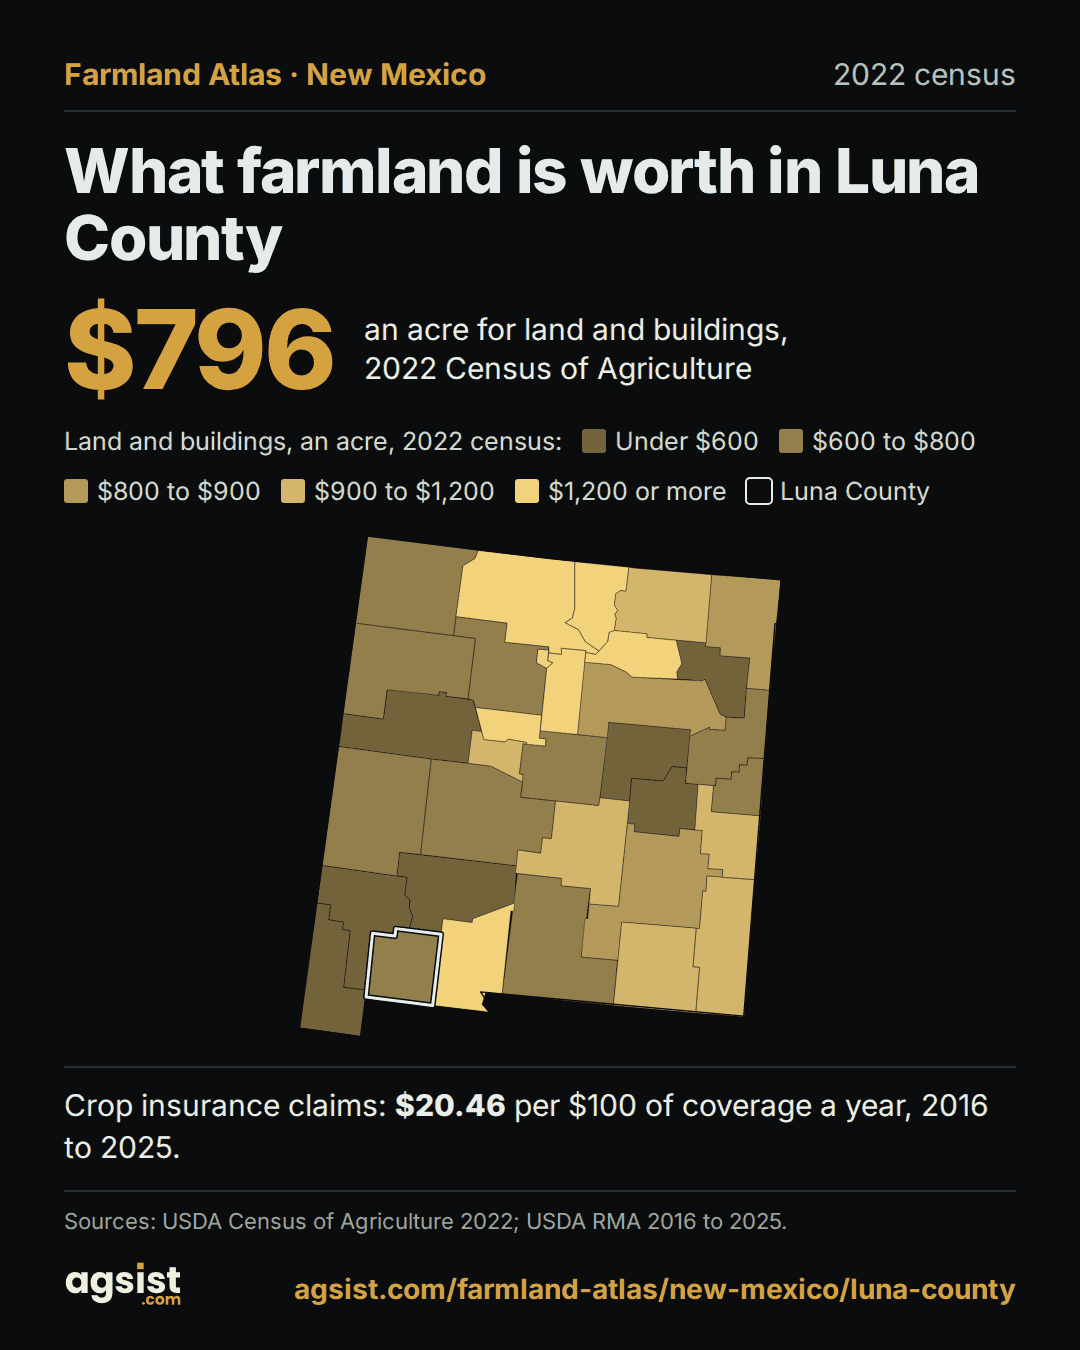 Farmland Atlas · New Mexico
2022 census
What farmland is worth in Luna
County
$796
an acre for land and buildings,
2022 Census of Agriculture
Land and buildings, an acre, 2022 census: Under $600 $600 to $800
$800 to $900 $900 to $1,200 $1,200 or more Luna County
Crop insurance claims: $20.46 per $100 of coverage a year, 2016
to 2025.
Sources: USDA Census of Agriculture 2022; USDA RMA 2016 to 2025.
agsist
.com
agsist.com/farmland-atlas/new-mexico/luna-county